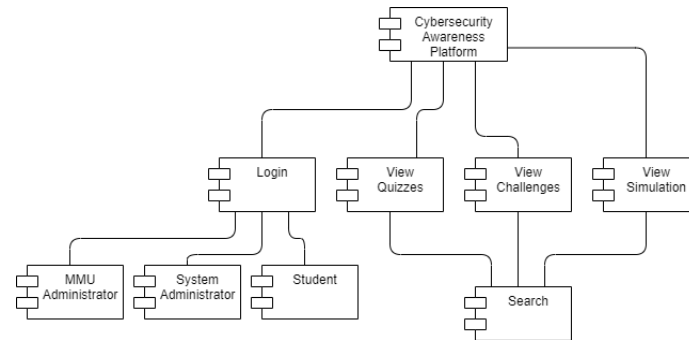 Cybersecurity
Awareness
Platform
Login
View
Quizzes
View
Challenges
View
Simulation
MMU
Administrator
System
Administrator
Student
Search